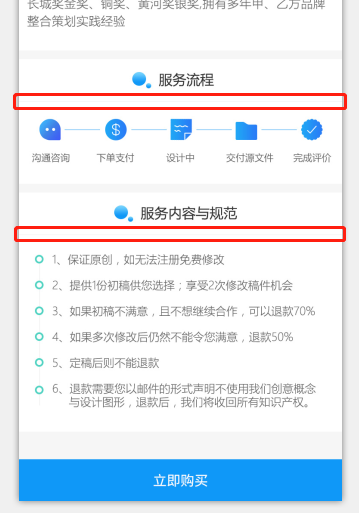 长城奖金奖、铜奖、黄河奖银奖,拥有多年甲、乙方品牌
整合策划实践经验
服务流程
$
沟通咨询 下单支付 设计中 交付源文件 完成评价
服务内容与规范
1、保证原创，如无法注册免费修改
2、提供1份初稿供您选择；享受2次修改稿件机会
3、如果初稿不满意，且不想继续合作，可以退款70%
4、如果多次修改后仍然不能令您满意，退款50%
5、定稿后则不能退款
6、退款需要您以邮件的形式声明不使用我们创意概念
与设计图形，退款后，我们将收回所有知识产权。
立即购买